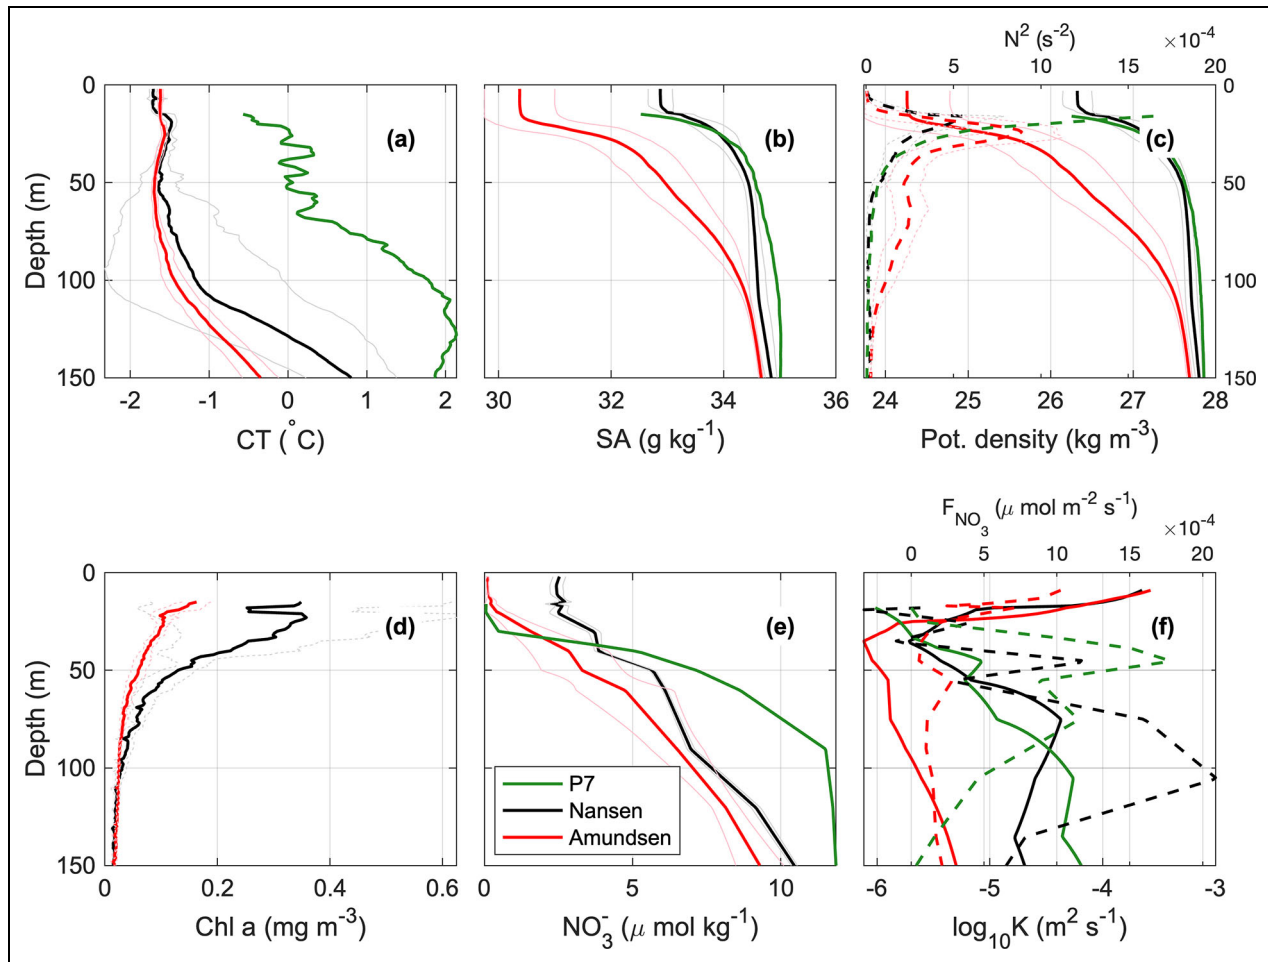 N² (s⁻²)
×10⁻⁴
0 5 10 15 20
0
50
100
150
Depth (m)
(a)
-2 -1 0 1 2
CT (°C)
(b)
30 32 34 36
SA (g kg⁻¹)
(c)
0
50
100
150
24 25 26 27 28
Pot. density (kg m⁻³)
F_NO₃ (μ mol m⁻² s⁻¹)
×10⁻⁴
0 5 10 15 20
0
50
100
150
Depth (m)
(d)
0 0.2 0.4 0.6
Chl a (mg m⁻³)
(e)
P7
Nansen
Amundsen
0 5 10
NO₃⁻ (μ mol kg⁻¹)
(f)
-6 -5 -4 -3
log₁₀K (m² s⁻¹)